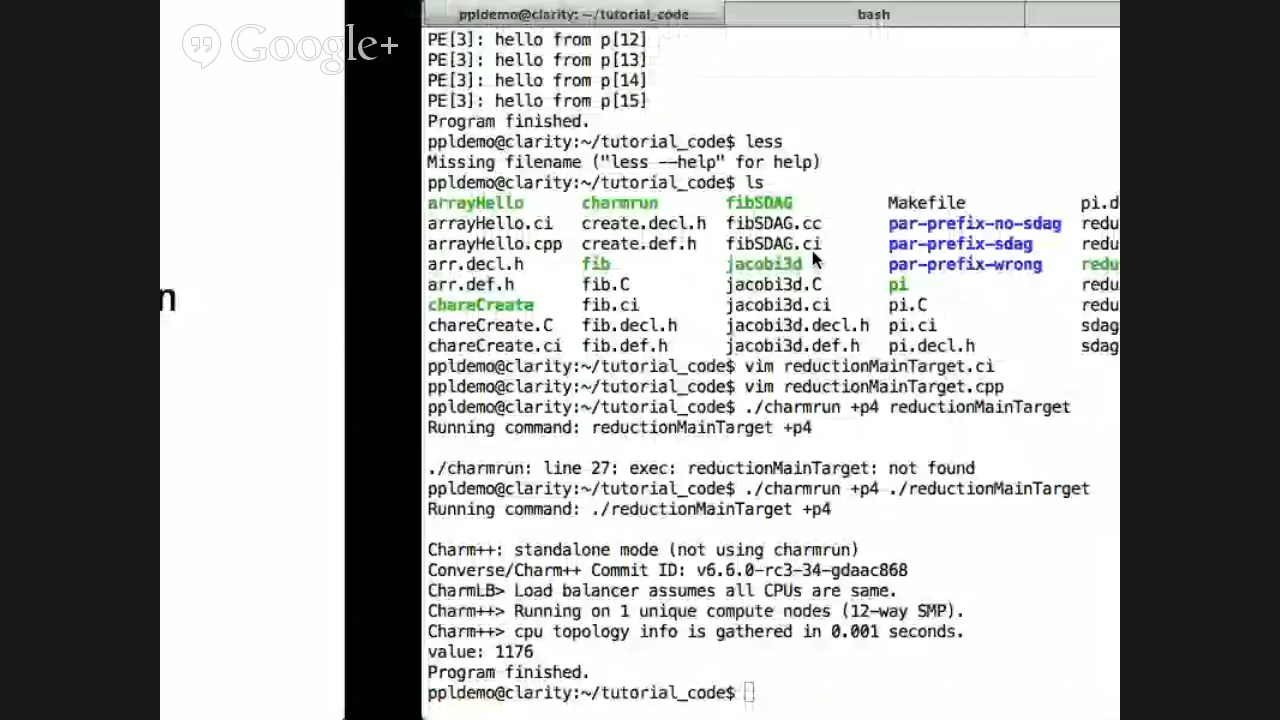 Google+
ppldemo@clarity: ~/tutorial_code bash
PE[3]: hello from p[12]
PE[3]: hello from p[13]
PE[3]: hello from p[14]
PE[3]: hello from p[15]
Program finished.
ppldemo@clarity:~/tutorial_code$ less
Missing filename ("less --help" for help)
ppldemo@clarity:~/tutorial_code$ ls
arrayHello charmrun fibSDAG Makefile pi.d
arrayHello.ci create.decl.h fibSDAG.cc par-prefix-no-sdag redu
arrayHello.cpp create.def.h fibSDAG.ci par-prefix-sdag redu
arr.decl.h fib jacobi3d par-prefix-wrong redu
arr.def.h fib.C jacobi3d.C pi redu
chareCreate fib.ci jacobi3d.ci pi.C redu
chareCreate.C fib.decl.h jacobi3d.decl.h pi.ci sdag
chareCreate.ci fib.def.h jacobi3d.def.h pi.decl.h sdag
ppldemo@clarity:~/tutorial_code$ vim reductionMainTarget.ci
ppldemo@clarity:~/tutorial_code$ vim reductionMainTarget.cpp
n
ppldemo@clarity:~/tutorial_code$ ./charmrun +p4 reductionMainTarget
Running command: reductionMainTarget +p4
./charmrun: line 27: exec: reductionMainTarget: not found
ppldemo@clarity:~/tutorial_code$ ./charmrun +p4 ./reductionMainTarget
Running command: ./reductionMainTarget +p4
Charm++: standalone mode (not using charmrun)
Converse/Charm++ Commit ID: v6.6.0-rc3-34-gdaac868
CharmLB> Load balancer assumes all CPUs are same.
Charm++> Running on 1 unique compute nodes (12-way SMP).
Charm++> cpu topology info is gathered in 0.001 seconds.
value: 1176
Program finished.
ppldemo@clarity:~/tutorial_code$